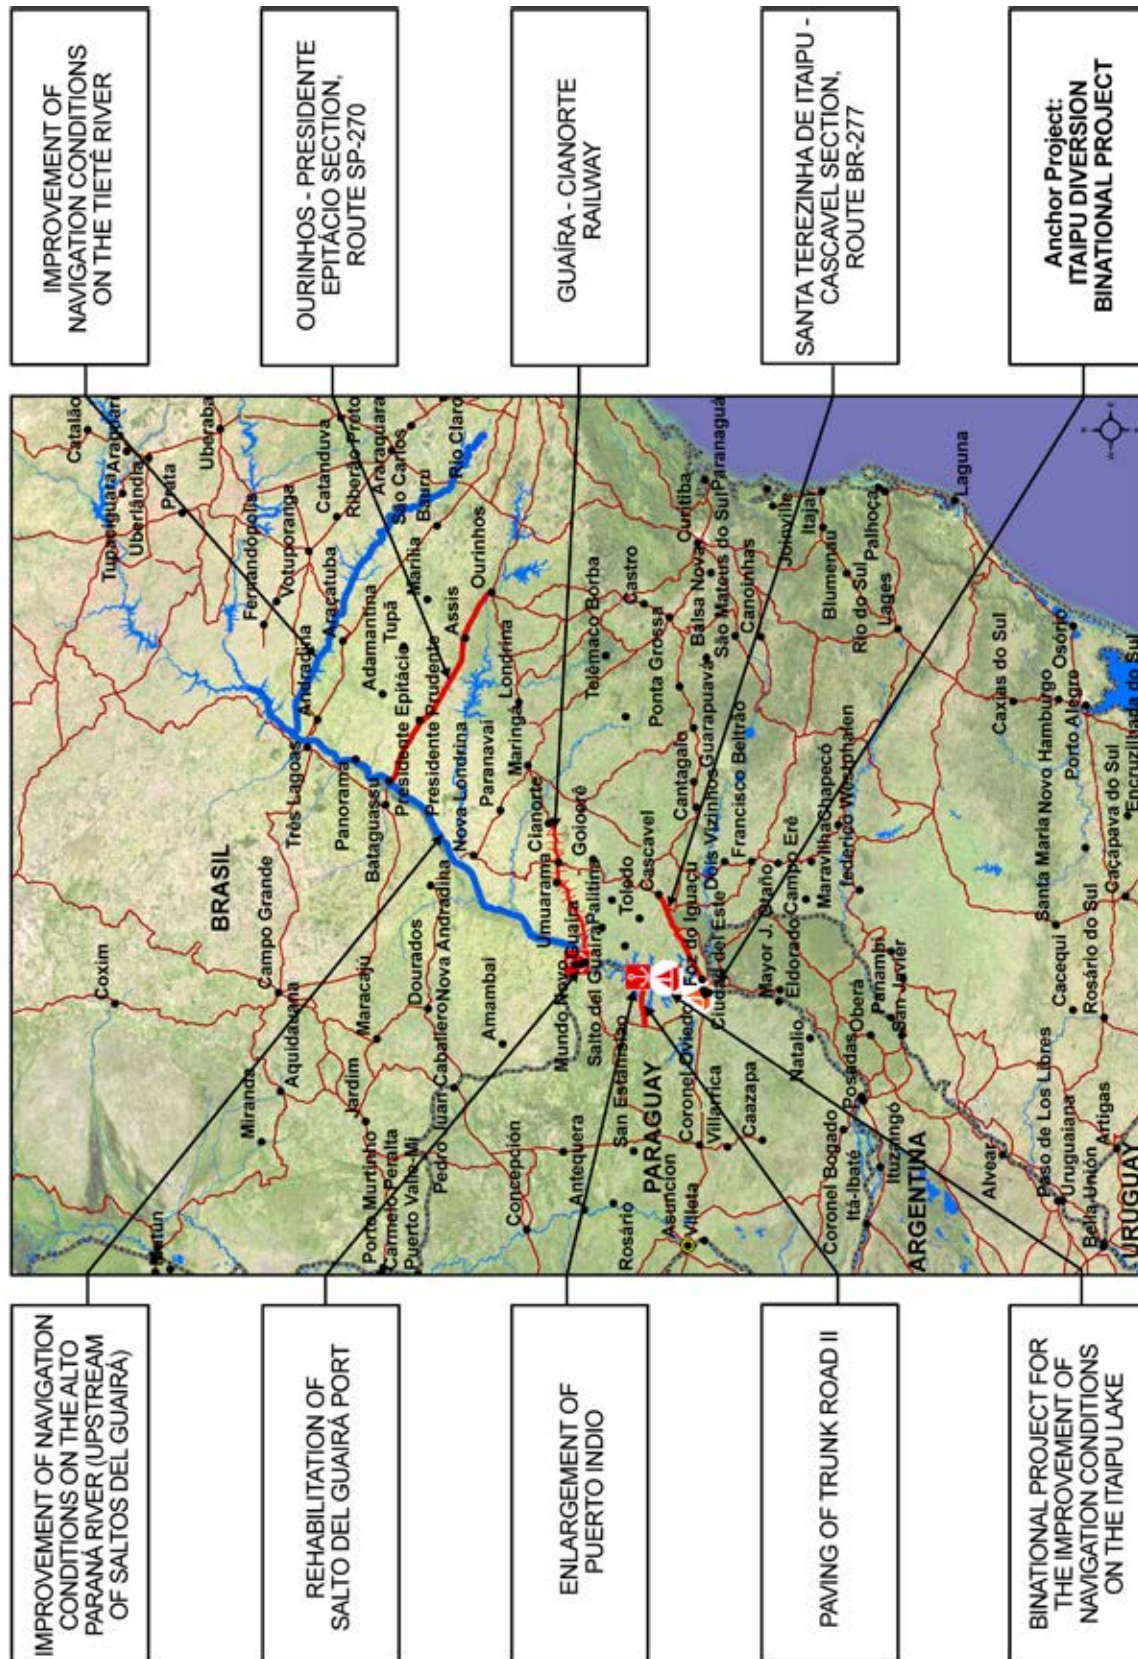 IMPROVEMENT OF NAVIGATION
CONDITIONS ON THE ALTO
PARANÁ RIVER (UPSTREAM
OF SALTOS DEL GUAIRÁ)
REHABILITATION OF
SALTO DEL GUAIRÁ PORT
ENLARGEMENT OF
PUERTO INDIO
PAVING OF TRUNK ROAD II
BINATIONAL PROJECT FOR
THE IMPROVEMENT OF
NAVIGATION CONDITIONS
ON THE ITAIPU LAKE
IMPROVEMENT OF
NAVIGATION CONDITIONS
ON THE TIETÊ RIVER
OURINHOS - PRESIDENTE
EPITÁCIO SECTION,
ROUTE SP-270
GUAÍRA - CIANORTE
RAILWAY
SANTA TEREZINHA DE ITAIPU -
CASCAVEL SECTION,
ROUTE BR-277
Anchor Project:
ITAIPU DIVERSION
BINATIONAL PROJECT
Catalão
Araguari
Tupaciguara
Uberlândia
Prata
Uberaba
Coxim
BRASIL
Fernandópolis
Votuporanga
Catanduva
Riberão Preto
Araraquara
São Carlos
Bauru
Rio Claro
Campo Grande
Três Lagoas
Andradina
Araçatuba
Miranda
Aquidauana
Maracajú
Jardim
Panorama
Adamantina
Tupã
Marília
Porto Murtinho
Carmelo Peralta
Puerto Valle Mi
Bataguassu
Presidente Epitácio
Presidente Prudente
Assis
Ourinhos
Dourados
Nova Andradina
Pedro Juan Caballero
Nova Londrina
Paranavaí
Maringá
Londrina
Amambaí
Concepción
Umuarama
Cianorte
Goioerê
Mundo Novo
Guaíra
Salto del Guairá
Palitina
Toledo
Cascavel
Antequera
San Estanislao
Rosário
PARAGUAY
Telêmaco Borba
Castro
Ponta Grossa
Balsa Nova
Curitiba
São Mateus do Sul
Paranaguá
Canoinhas
Joinville
Cantagalo
Guarapuavá
Dois Vizinhos
Francisco Beltrão
Foz do Iguaçu
Ciudad del Este
Coronel Oviedo
Villarrica
Caazapa
Asuncion
Villeta
Itajaí
Blumenau
Rio do Sul
Palhoça
Lages
Laguna
Mayor J. Otaño
Eldorado
Campo Erê
Maravilha
Chapecó
federico Westphalen
Natalio
Coronel Bogado
Posadas
Oberá
Panambi
San Javier
Itá-Ibaté
Ituzaingó
ARGENTINA
Alvear
Caxias do Sul
Novo Hamburgo
Osório
Porto Alegre
Santa Maria
Cacequi
Rosário do Sul
Caçapava do Sul
Encruzilhada do Sul
Paso de Los Libres
Uruguaiana
Bella Unión
Artigas
URUGUAY